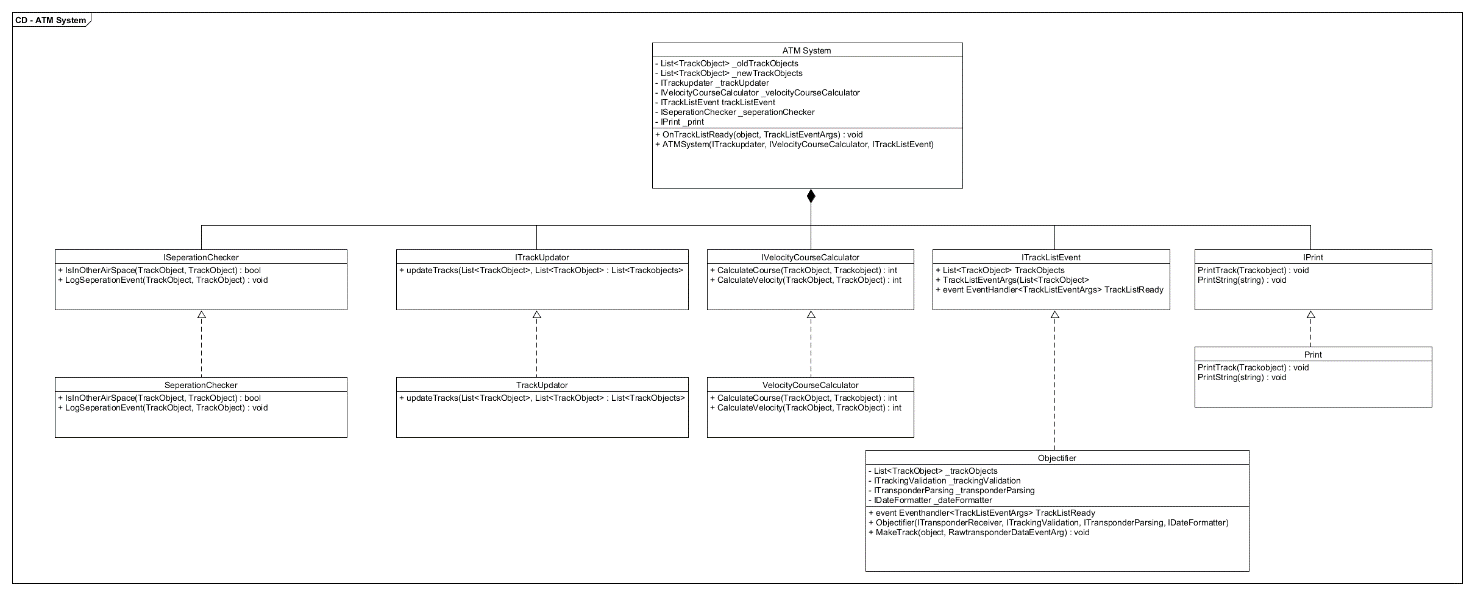 CD - ATM System
ATM System
- List<TrackObject> _oldTrackObjects
- List<TrackObject> _newTrackObjects
- ITrackupdater _trackUpdater
- IVelocityCourseCalculator _velocityCourseCalculator
- ITrackListEvent trackListEvent
- ISeperationChecker _seperationChecker
- IPrint _print
+ OnTrackListReady(object, TrackListEventArgs) : void
+ ATMSystem(ITrackupdater, IVelocityCourseCalculator, ITrackListEvent)
ISeperationChecker
+ IsInOtherAirSpace(TrackObject, TrackObject) : bool
+ LogSeperationEvent(TrackObject, TrackObject) : void
ITrackUpdator
+ updateTracks(List<TrackObject>, List<TrackObject> : List<Trackobjects>
IVelocityCourseCalculator
+ CalculateCourse(TrackObject, Trackobject) : int
+ CalculateVelocity(TrackObject, TrackObject) : int
ITrackListEvent
+ List<TrackObject> TrackObjects
+ TrackListEventArgs(List<TrackObject>
+ event EventHandler<TrackListEventArgs> TrackListReady
IPrint
PrintTrack(Trackobject) : void
PrintString(string) : void
SeperationChecker
+ IsInOtherAirSpace(TrackObject, TrackObject) : bool
+ LogSeperationEvent(TrackObject, TrackObject) : void
TrackUpdator
+ updateTracks(List<TrackObject>, List<TrackObject> : List<TrackObjects>
VelocityCourseCalculator
+ CalculateCourse(TrackObject, Trackobject) : int
+ CalculateVelocity(TrackObject, TrackObject) : int
Print
PrintTrack(Trackobject) : void
PrintString(string) : void
Objectifier
- List<TrackObject> _trackObjects
- ITrackingValidation _trackingValidation
- ITransponderParsing _transponderParsing
- IDateFormatter _dateFormatter
+ event Eventhandler<TrackListEventArgs> TrackListReady
+ Objectifier(ITransponderReceiver, ITrackingValidation, ITransponderParsing, IDateFormatter)
+ MakeTrack(object, RawtransponderDataEventArg) : void